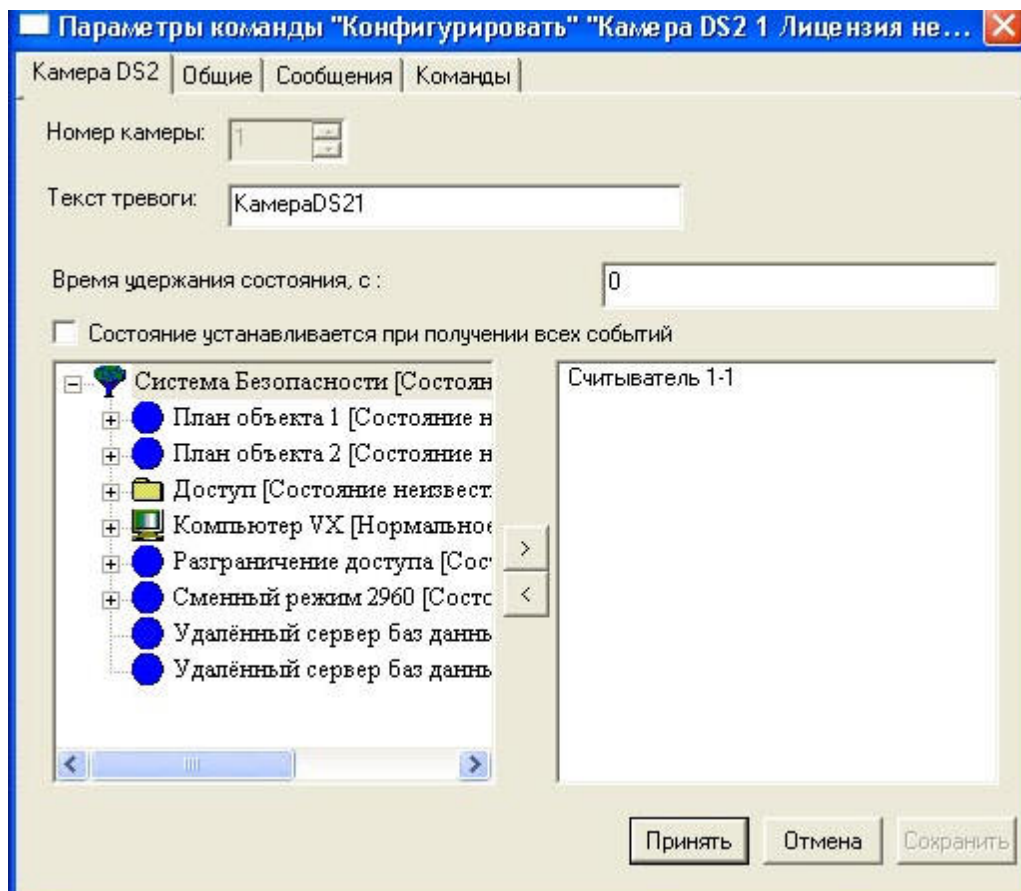 Параметры команды "Конфигурировать" "Камера DS2 1 Лицензия не...
Камера DS2 Общие Сообщения Команды
Номер камеры: 1
Текст тревоги: КамераDS21
Время удержания состояния, с : 0
Состояние устанавливается при получении всех событий
Система Безопасности [Состоян
План объекта 1 [Состояние н
План объекта 2 [Состояние н
Доступ [Состояние неизвест
Компьютер VX [Нормальное
Разграничение доступа [Сос
Сменный режим 2960 [Состо
Удалённый сервер баз данны
Удалённый сервер баз данны
>
<
Считыватель 1-1
Принять Отмена Сохранить